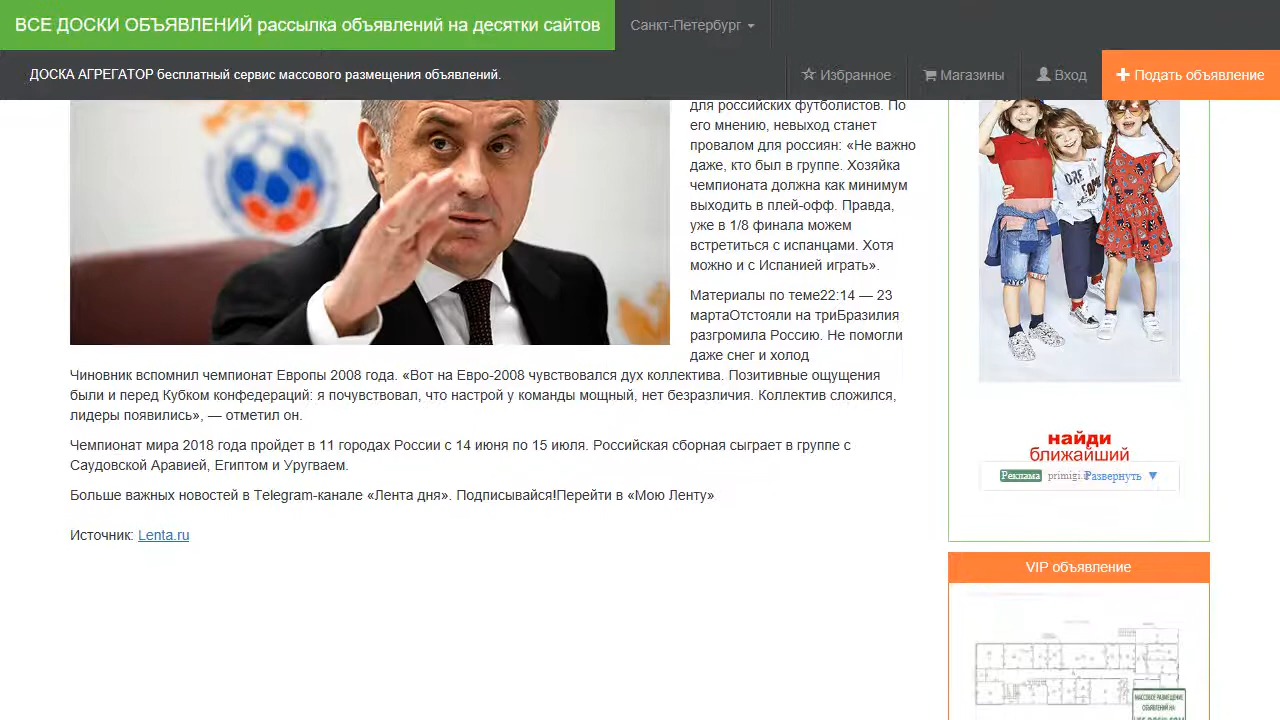 ВСЕ ДОСКИ ОБЪЯВЛЕНИЙ рассылка объявлений на десятки сайтов
Санкт-Петербург
ДОСКА АГРЕГАТОР бесплатный сервис массового размещения объявлений.
Избранное
Магазины
Вход
Подать объявление
для российских футболистов. По
его мнению, невыход станет
провалом для россиян: «Не важно
даже, кто был в группе. Хозяйка
чемпионата должна как минимум
выходить в плей-офф. Правда,
уже в 1/8 финала можем
встретиться с испанцами. Хотя
можно и с Испанией играть».
Материалы по теме22:14 — 23
мартаОтстояли на триБразилия
разгромила Россию. Не помогли
даже снег и холод
Чиновник вспомнил чемпионат Европы 2008 года. «Вот на Евро-2008 чувствовался дух коллектива. Позитивные ощущения
были и перед Кубком конфедераций: я почувствовал, что настрой у команды мощный, нет безразличия. Коллектив сложился,
лидеры появились», — отметил он.
Чемпионат мира 2018 года пройдет в 11 городах России с 14 июня по 15 июля. Российская сборная сыграет в группе с
Саудовской Аравией, Египтом и Уругваем.
Больше важных новостей в Telegram-канале «Лента дня». Подписывайся!Перейти в «Мою Ленту»
Источник: Lenta.ru
найди
ближайший
Реклама primigi. Развернуть
VIP объявление
МАССОВОЕ РАЗМЕЩЕНИЕ
ОБЪЯВЛЕНИЙ НА